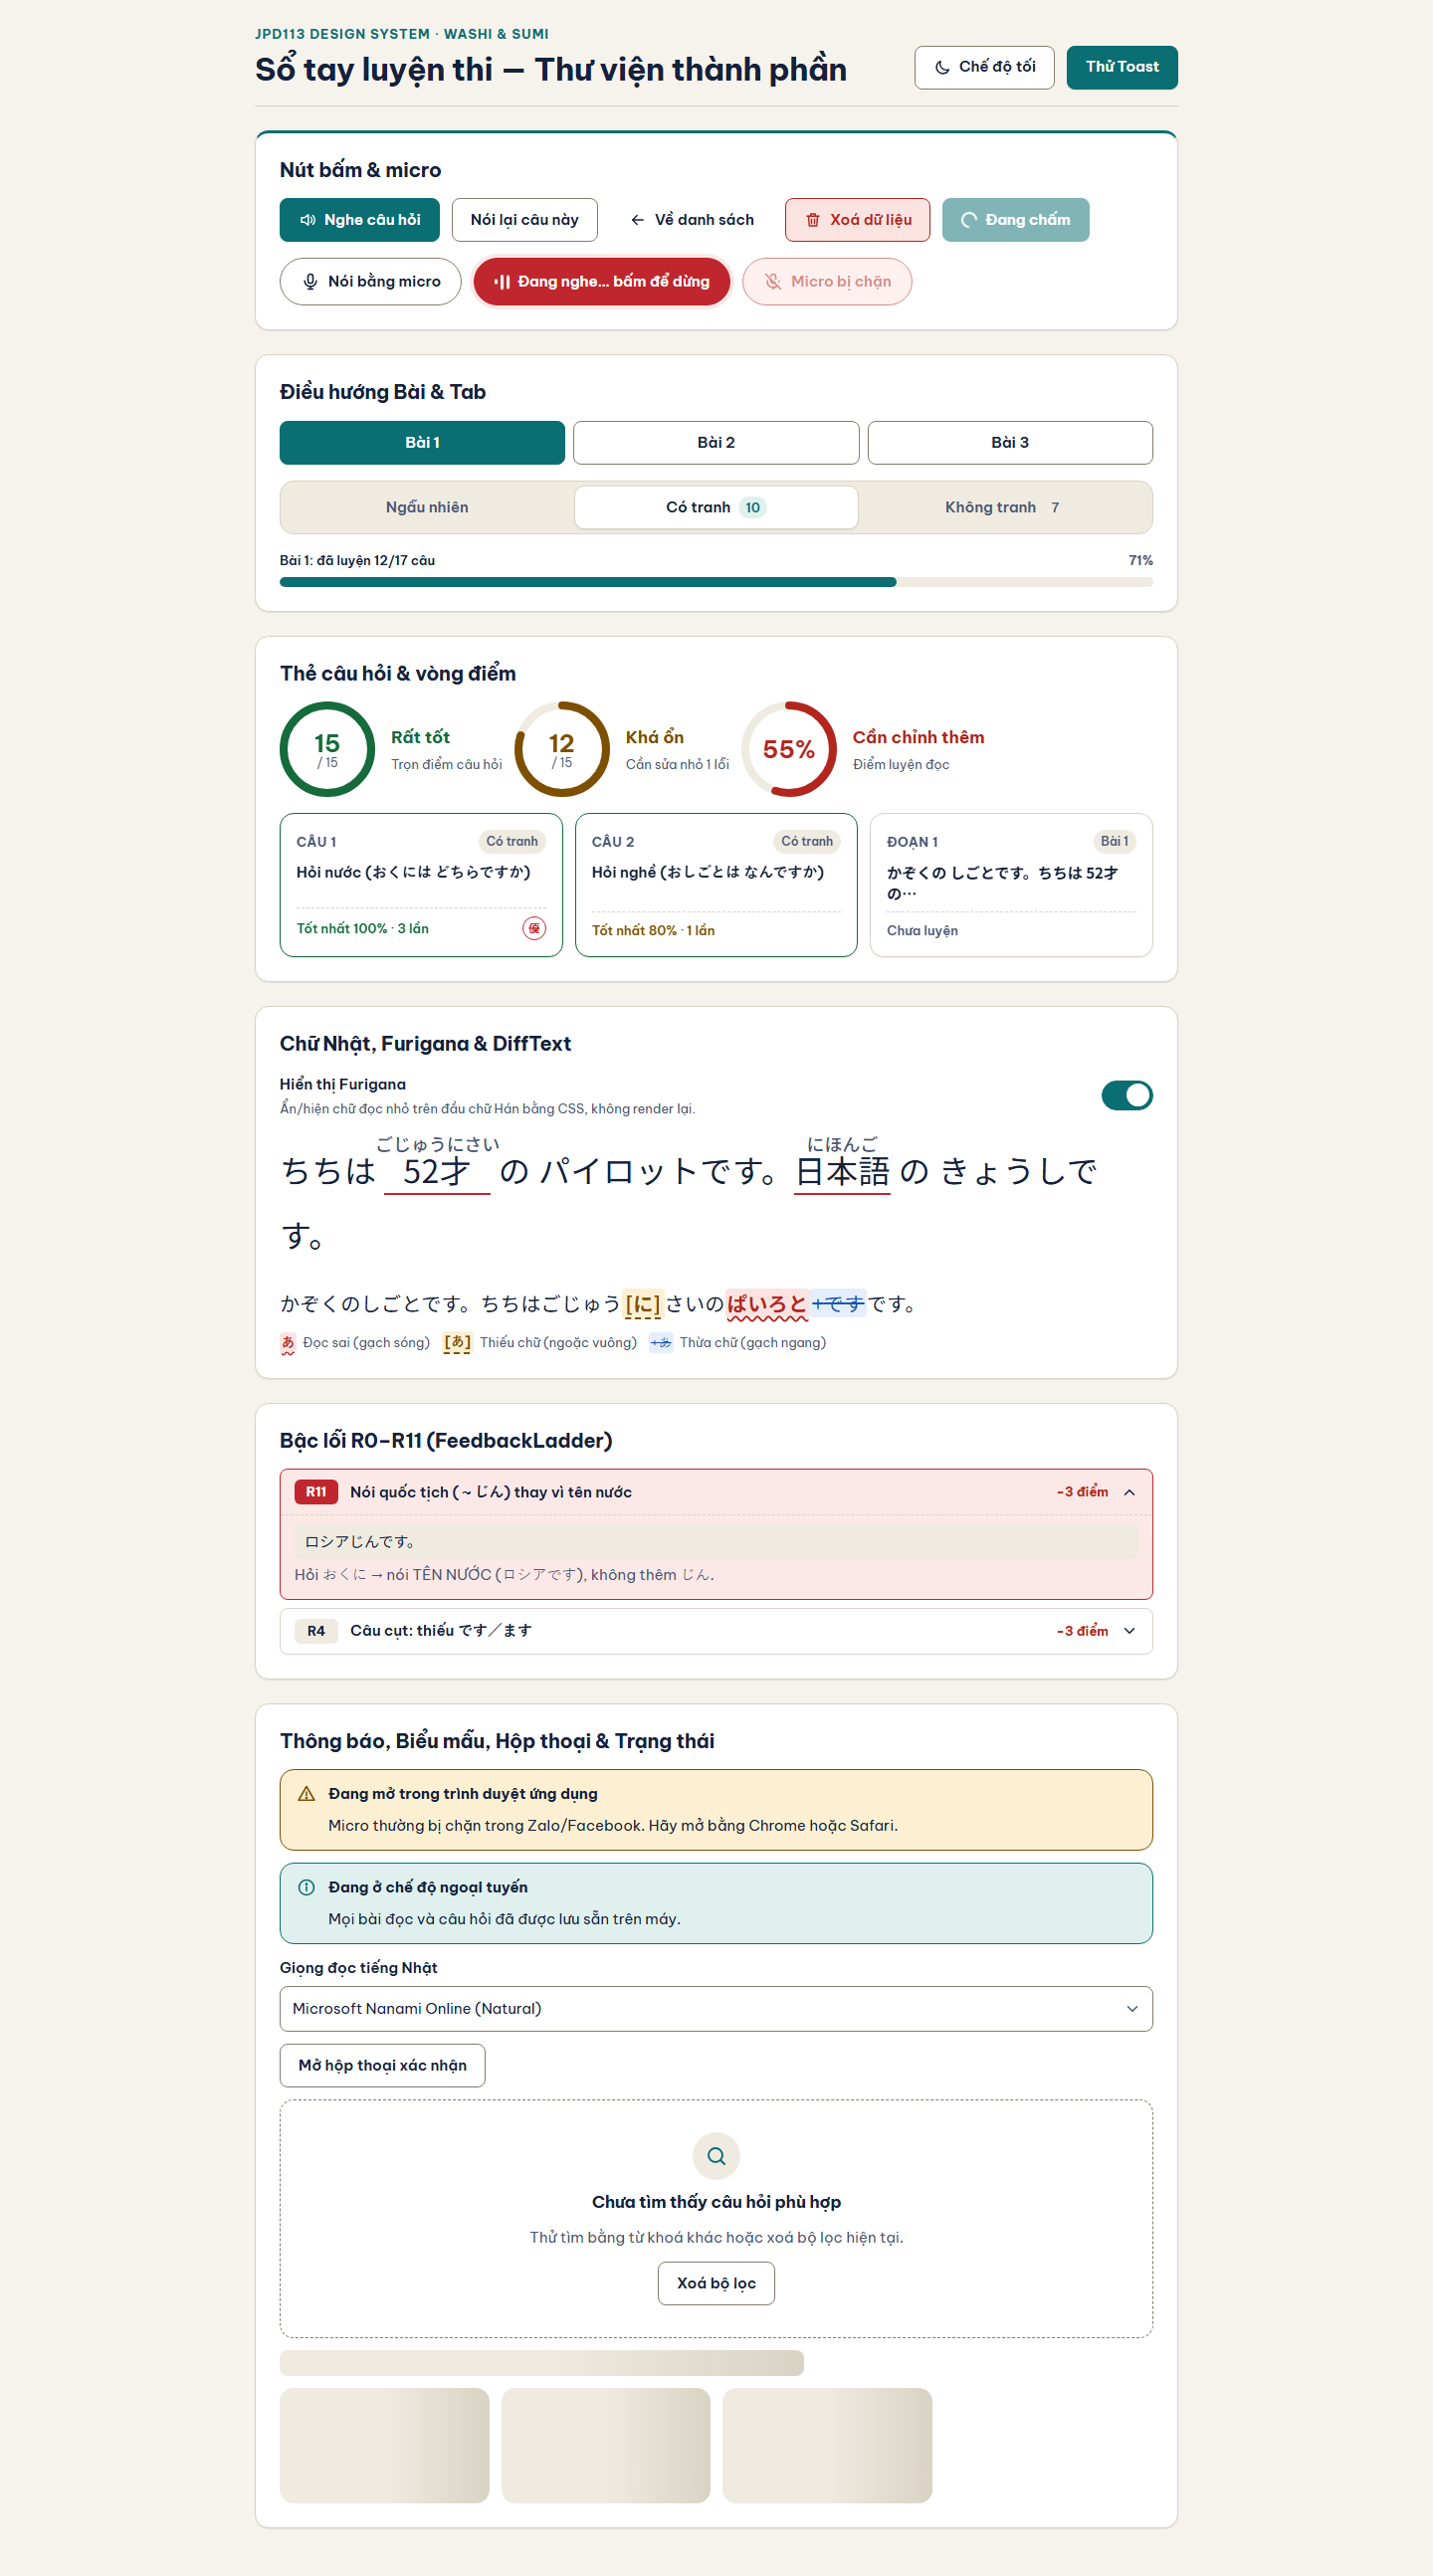 JPD113 DESIGN SYSTEM · WASHI & SUMI
Sổ tay luyện thi — Thư viện thành phần
Chế độ tối
Thử Toast
Nút bấm & micro
Nghe câu hỏi
Nói lại câu này
Về danh sách
Xoá dữ liệu
Đang chấm
Nói bằng micro
Đang nghe... bấm để dừng
Micro bị chặn
Điều hướng Bài & Tab
Bài 1
Bài 2
Bài 3
Ngẫu nhiên
Có tranh 10
Không tranh 7
Bài 1: đã luyện 12/17 câu
71%
Thẻ câu hỏi & vòng điểm
15
/ 15
Rất tốt
Trọn điểm câu hỏi
12
/ 15
Khá ổn
Cần sửa nhỏ 1 lỗi
55%
Cần chỉnh thêm
Điểm luyện đọc
CÂU 1
Có tranh
Hỏi nước (おくには どちらですか)
Tốt nhất 100% · 3 lần
優
CÂU 2
Có tranh
Hỏi nghề (おしごとは なんですか)
Tốt nhất 80% · 1 lần
ĐOẠN 1
Bài 1
かぞくの しごとです。ちちは 52才
の…
Chưa luyện
Chữ Nhật, Furigana & DiffText
Hiển thị Furigana
Ẩn/hiện chữ đọc nhỏ trên đầu chữ Hán bằng CSS, không render lại.
ごじゅうにさい にほんご
ちちは 52才 の パイロットです。日本語 の きょうしで
す。
かぞくのしごとです。ちちはごじゅう[に]さいのぱいろと+ですです。
あ Đọc sai (gạch sóng) [あ] Thiếu chữ (ngoặc vuông) +あ Thừa chữ (gạch ngang)
Bậc lỗi R0–R11 (FeedbackLadder)
R11
Nói quốc tịch (~じん) thay vì tên nước
-3 điểm
ロシアじんです。
Hỏi おくに → nói TÊN NƯỚC (ロシアです), không thêm じん.
R4
Câu cụt: thiếu です／ます
-3 điểm
Thông báo, Biểu mẫu, Hộp thoại & Trạng thái
Đang mở trong trình duyệt ứng dụng
Micro thường bị chặn trong Zalo/Facebook. Hãy mở bằng Chrome hoặc Safari.
Đang ở chế độ ngoại tuyến
Mọi bài đọc và câu hỏi đã được lưu sẵn trên máy.
Giọng đọc tiếng Nhật
Microsoft Nanami Online (Natural)
Mở hộp thoại xác nhận
Chưa tìm thấy câu hỏi phù hợp
Thử tìm bằng từ khoá khác hoặc xoá bộ lọc hiện tại.
Xoá bộ lọc